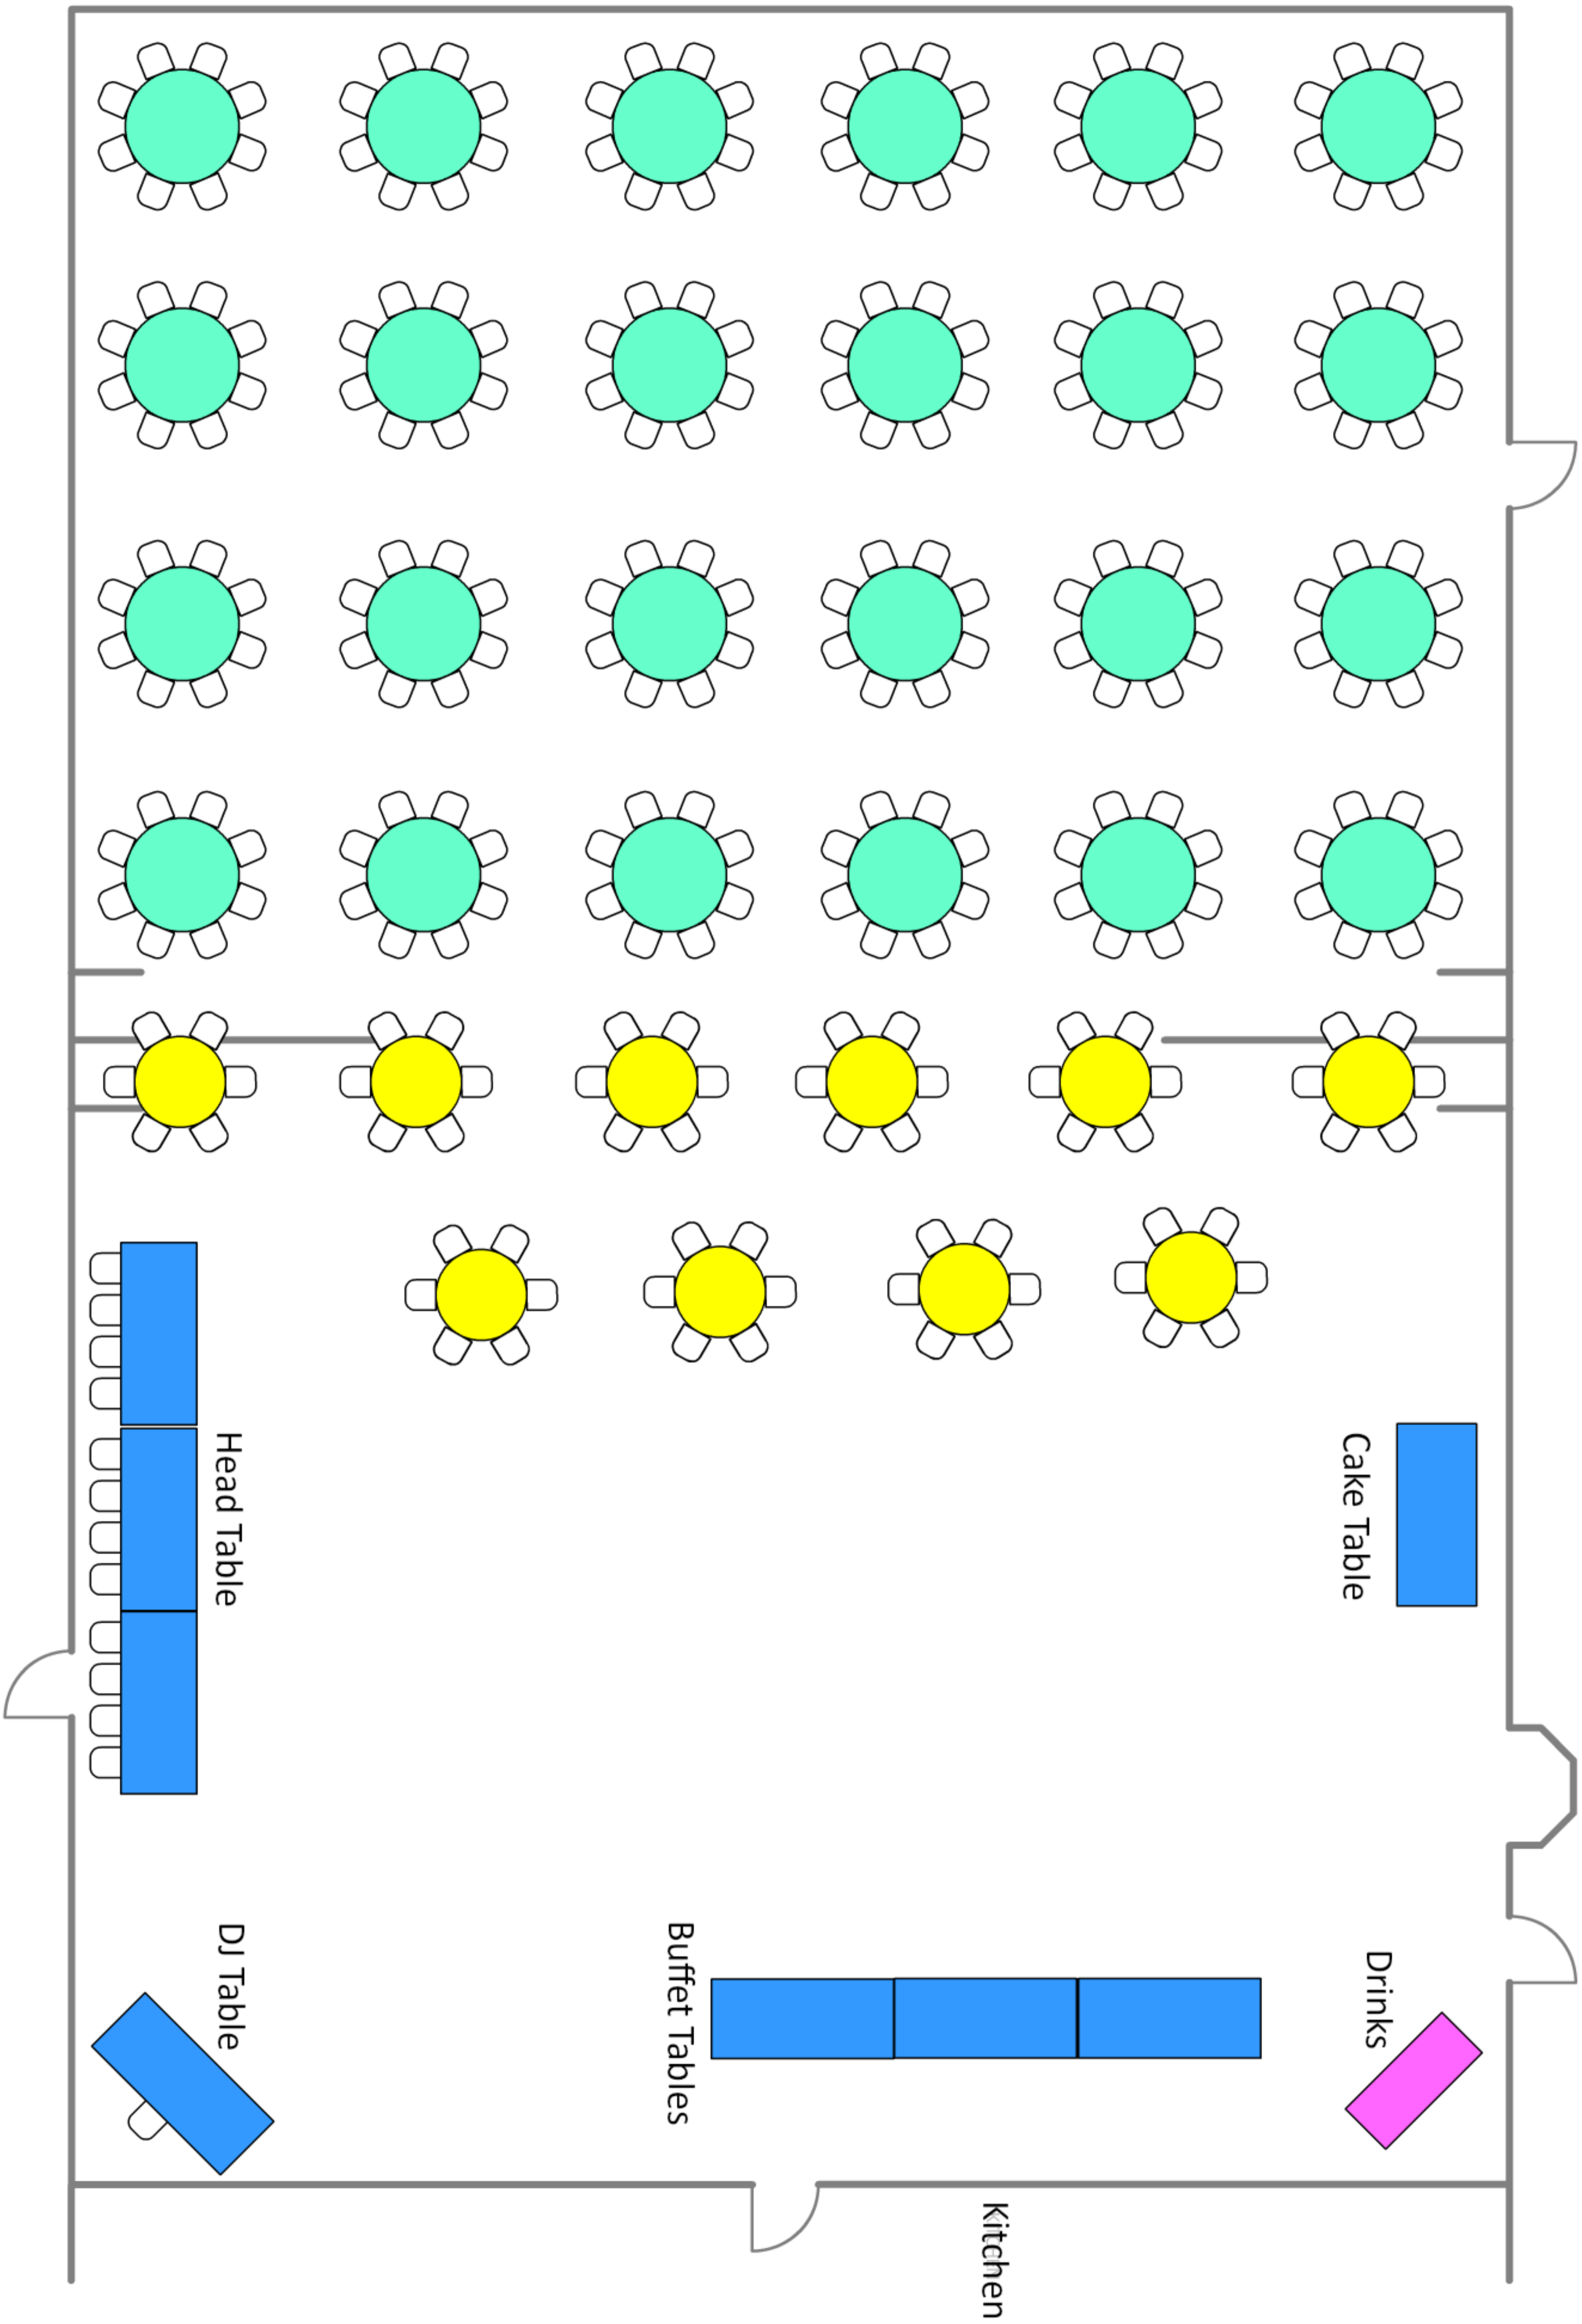 Head Table
Cake Table
DJ Table
Buffet Tables
Drinks
Kitchen